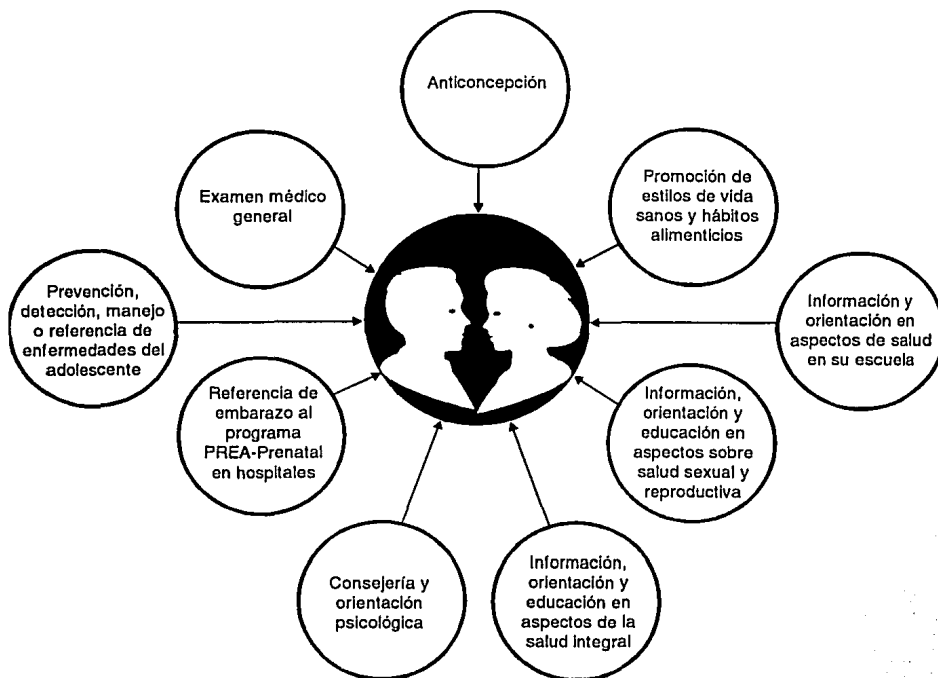 Anticoncepción
Examen médico
general
Promoción de
estilos de vida
sanos y hábitos
alimenticios
Prevención,
detección, manejo
o referencia de
enfermedades del
adolescente
Información y
orientación en
aspectos de salud
en su escuela
Referencia de
embarazo al
programa
PREA-Prenatal
en hospitales
Información,
orientación y
educación en
aspectos sobre
salud sexual y
reproductiva
Consejería y
orientación
psicológica
Información,
orientación y
educación en
aspectos de la
salud integral